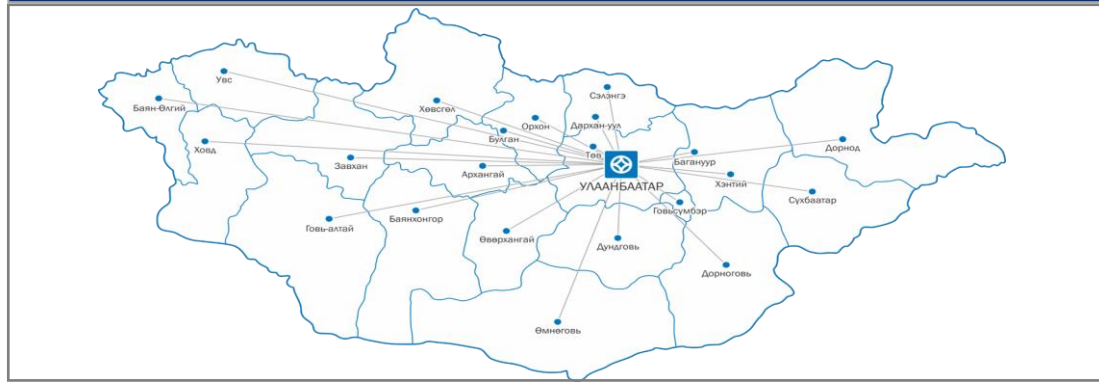 Увс
Сэлэнгэ
Баян-Өлгий
Хөвсгөл
Орхон
Дархан-уул
Булган
Дорнод
Ховд
Төв
Багануур
Завхан
Архангай
Хэнтий
УЛААНБААТАР
Сүхбаатар
Говьсүмбэр
Говь-алтай
Баянхонгор
Өвөрхангай
Дундговь
Дорноговь
Өмнөговь